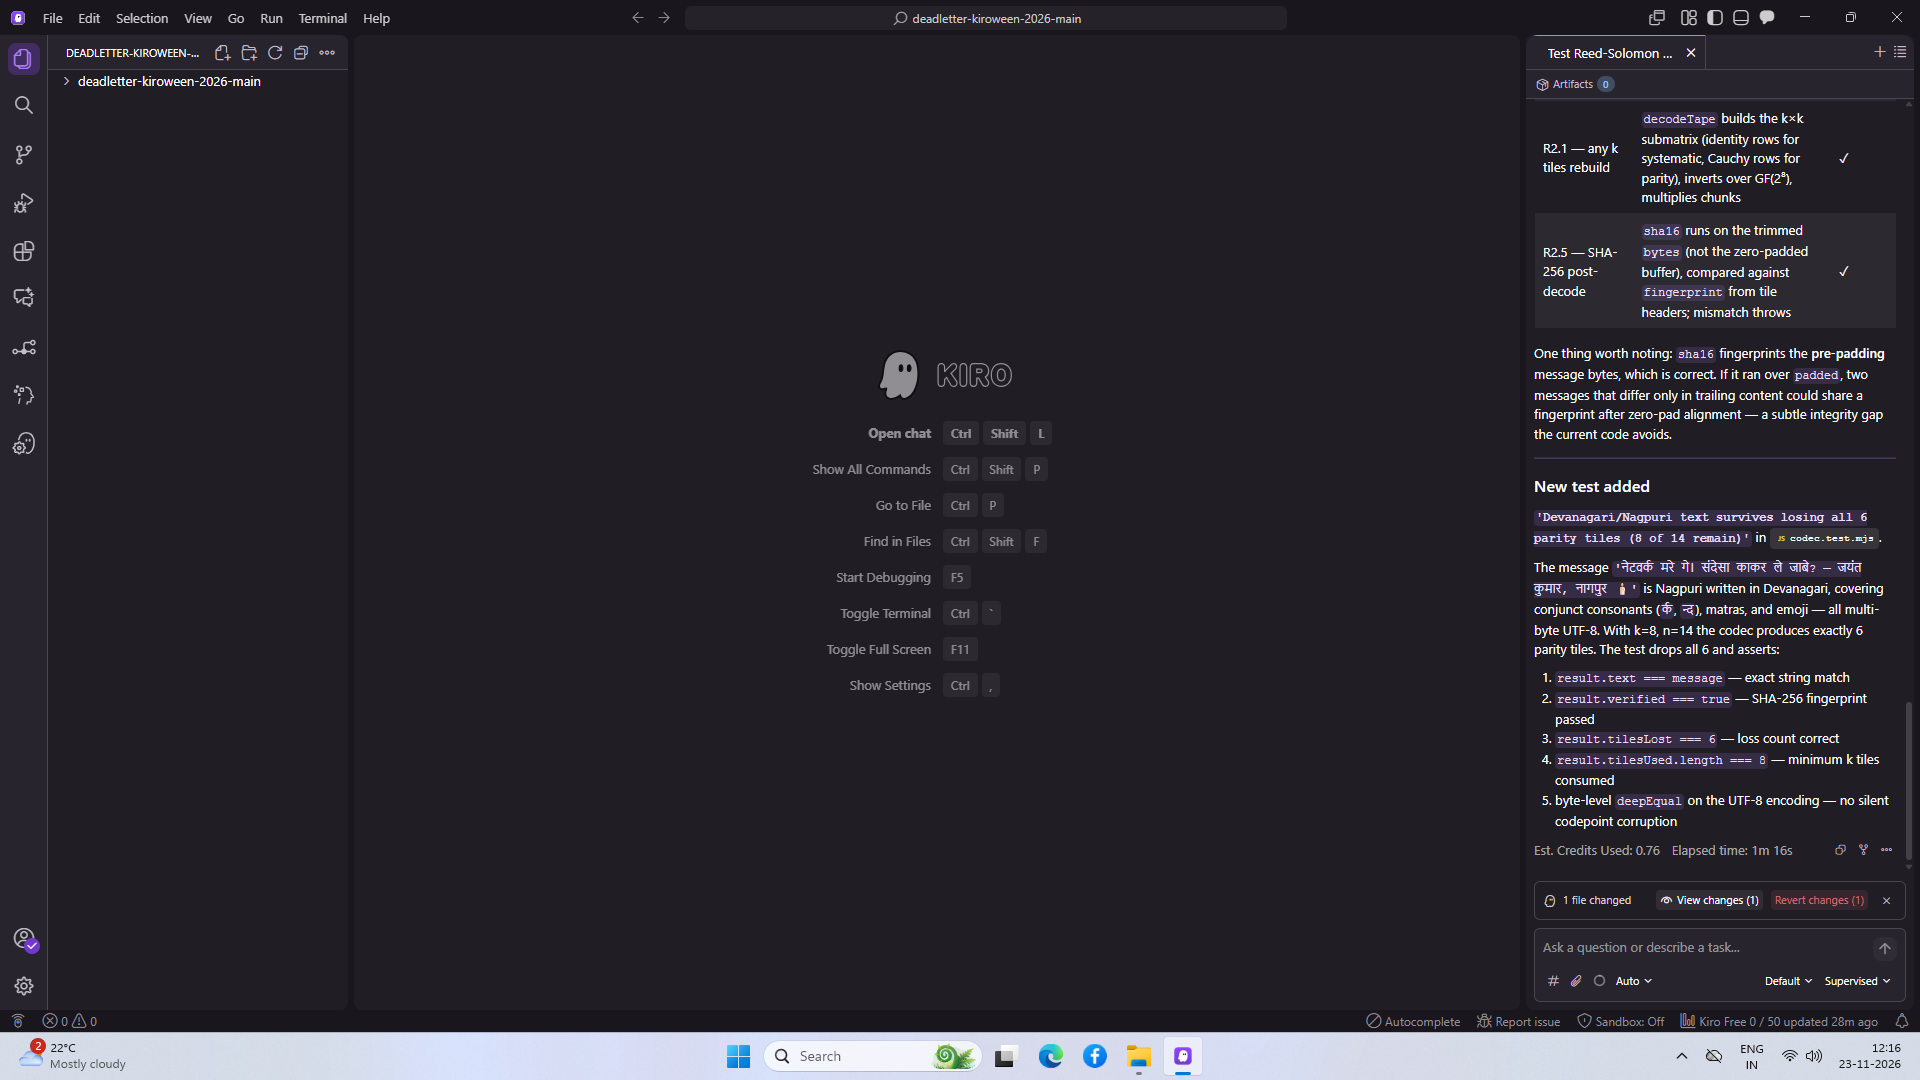 File Edit Selection View Go Run Terminal Help
deadletter-kiroween-2026-main
DEADLETTER-KIROWEEN-...
deadletter-kiroween-2026-main
KIRO
Open chat Ctrl Shift L
Show All Commands Ctrl Shift P
Go to File Ctrl P
Find in Files Ctrl Shift F
Start Debugging F5
Toggle Terminal Ctrl `
Toggle Full Screen F11
Show Settings Ctrl ,
Test Reed-Solomon ...
Artifacts 0
R2.1 — any k tiles rebuild
decodeTape builds the k×k
submatrix (identity rows for
systematic, Cauchy rows for
parity), inverts over GF(2⁸),
multiplies chunks
✓
R2.5 — SHA-256 post-decode
sha16 runs on the trimmed
bytes (not the zero-padded
buffer), compared against
fingerprint from tile
headers; mismatch throws
✓
One thing worth noting: sha16 fingerprints the pre-padding
message bytes, which is correct. If it ran over padded, two
messages that differ only in trailing content could share a
fingerprint after zero-pad alignment — a subtle integrity gap
the current code avoids.
New test added
'Devanagari/Nagpuri text survives losing all 6
parity tiles (8 of 14 remain)' in JS codec.test.mjs.
The message 'नेटवर्क मरे गे। संदेसा काकर ले जाबे? — जयंत
कुमार, नागपुर 🕯️' is Nagpuri written in Devanagari, covering
conjunct consonants (र्क, न्द), matras, and emoji — all multi-
byte UTF-8. With k=8, n=14 the codec produces exactly 6
parity tiles. The test drops all 6 and asserts:
1. result.text === message — exact string match
2. result.verified === true — SHA-256 fingerprint
passed
3. result.tilesLost === 6 — loss count correct
4. result.tilesUsed.length === 8 — minimum k tiles
consumed
5. byte-level deepEqual on the UTF-8 encoding — no silent
codepoint corruption
Est. Credits Used: 0.76 Elapsed time: 1m 16s
1 file changed View changes (1) Revert changes (1)
Ask a question or describe a task...
# Auto Default Supervised
0 0 Autocomplete Report issue Sandbox: Off Kiro Free 0 / 50 updated 28m ago
2 22°C
Mostly cloudy
Search
ENG
IN
12:16
23-11-2026